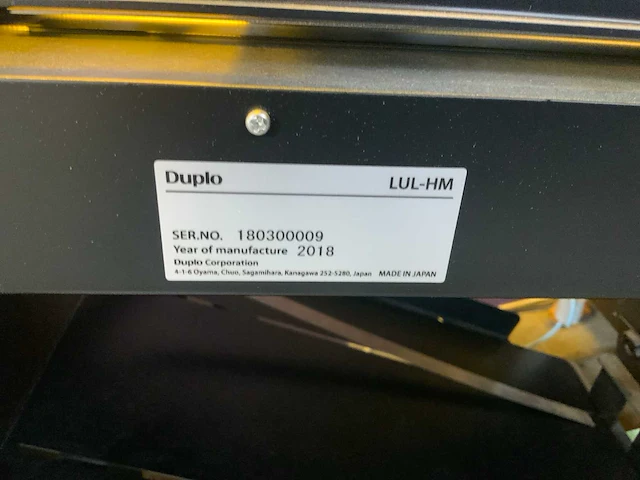 Duplo LUL-HM
SER.NO. 180300009
Year of manufacture 2018
Duplo Corporation
4-1-6 Oyama, Chuo, Sagamihara, Kanagawa 252-5280, Japan MADE IN JAPAN